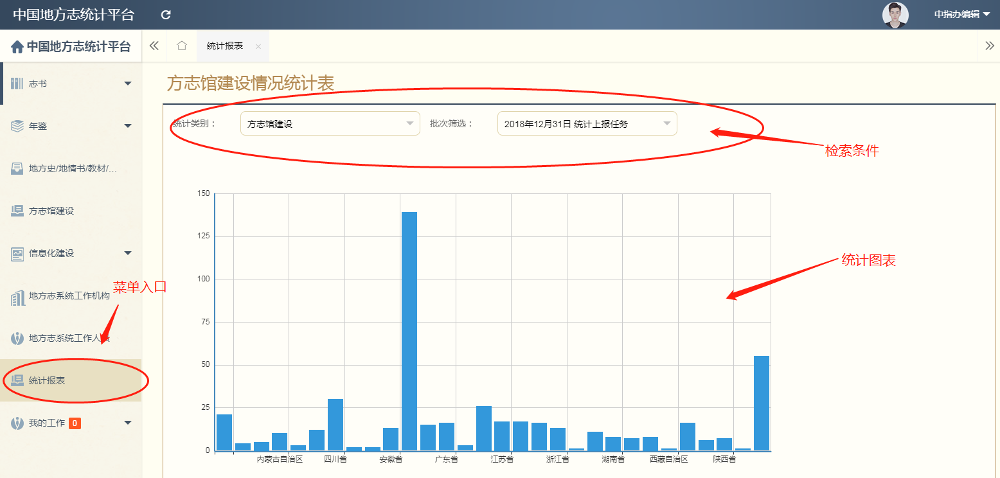 中国地方志统计平台
中指办编辑
中国地方志统计平台
统计报表
志书
年鉴
地方史/地情书/教材/...
方志馆建设
信息化建设
菜单入口
地方志系统工作机构
地方志系统工作人员
统计报表
我的工作 0
方志馆建设情况统计表
统计类别： 方志馆建设 批次筛选： 2018年12月31日 统计上报任务
检索条件
统计图表
150
125
100
75
50
25
0
内蒙古自治区 四川省 安徽省 广东省 江苏省 浙江省 湖南省 西藏自治区 陕西省